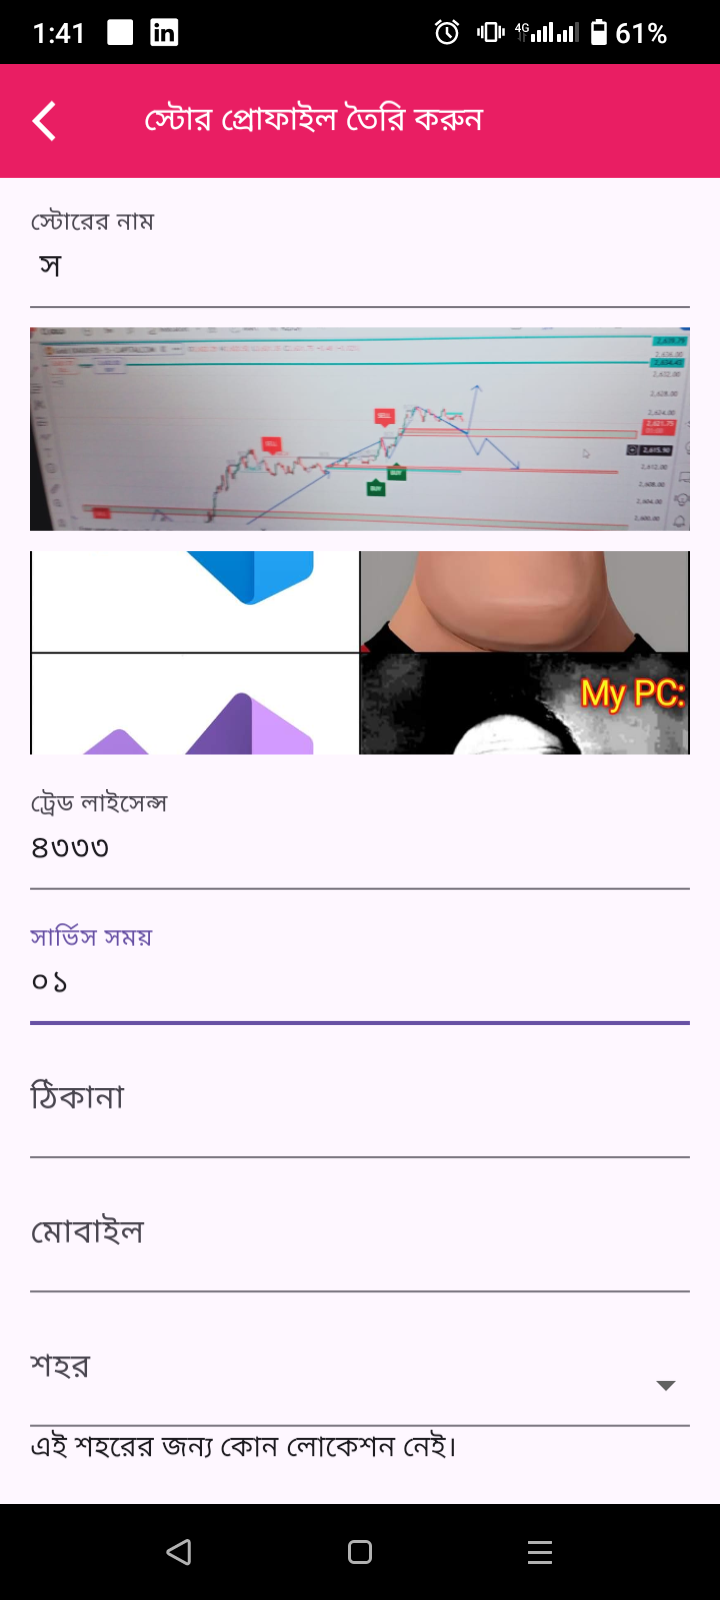 1:41
4G
61%
স্টোর প্রোফাইল তৈরি করুন
স্টোরের নাম
স
SELL
SELL
BUY
BUY
My PC:
ট্রেড লাইসেন্স
৪৩৩৩
সার্ভিস সময়
০১
ঠিকানা
মোবাইল
শহর
এই শহরের জন্য কোন লোকেশন নেই।